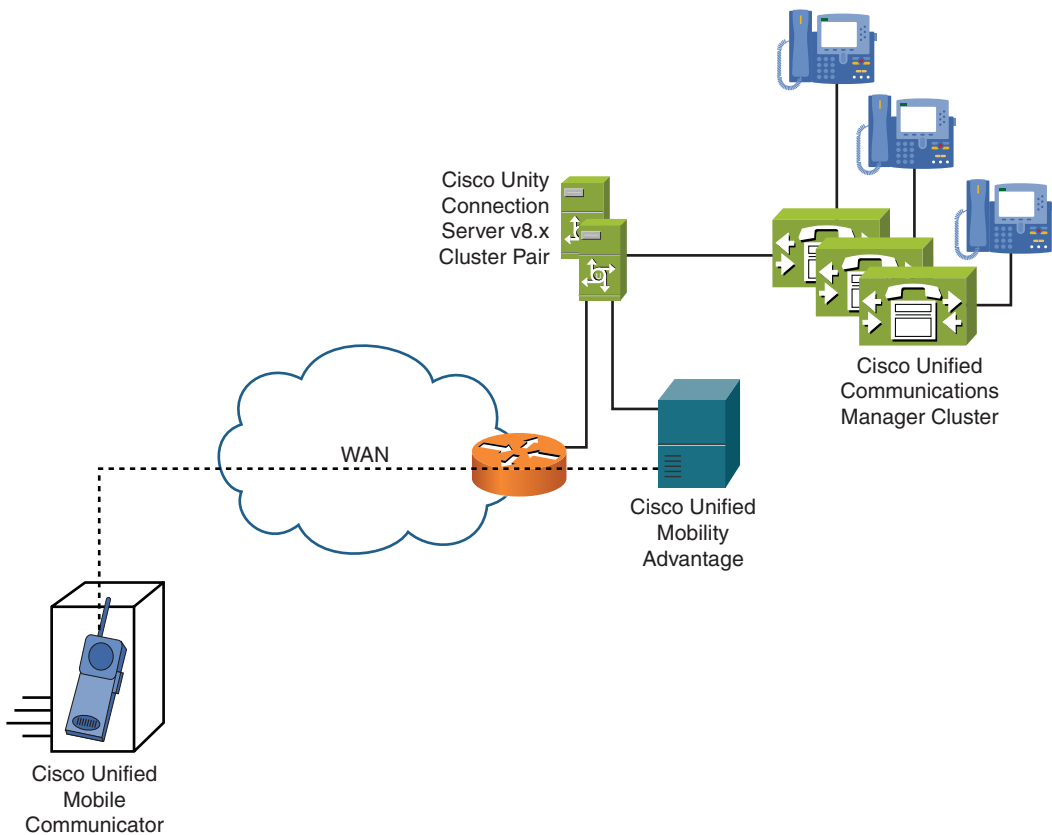 Cisco Unity
Connection
Server v8.x
Cluster Pair
Cisco Unified
Communications
Manager Cluster
WAN
Cisco Unified
Mobility
Advantage
Cisco Unified
Mobile
Communicator